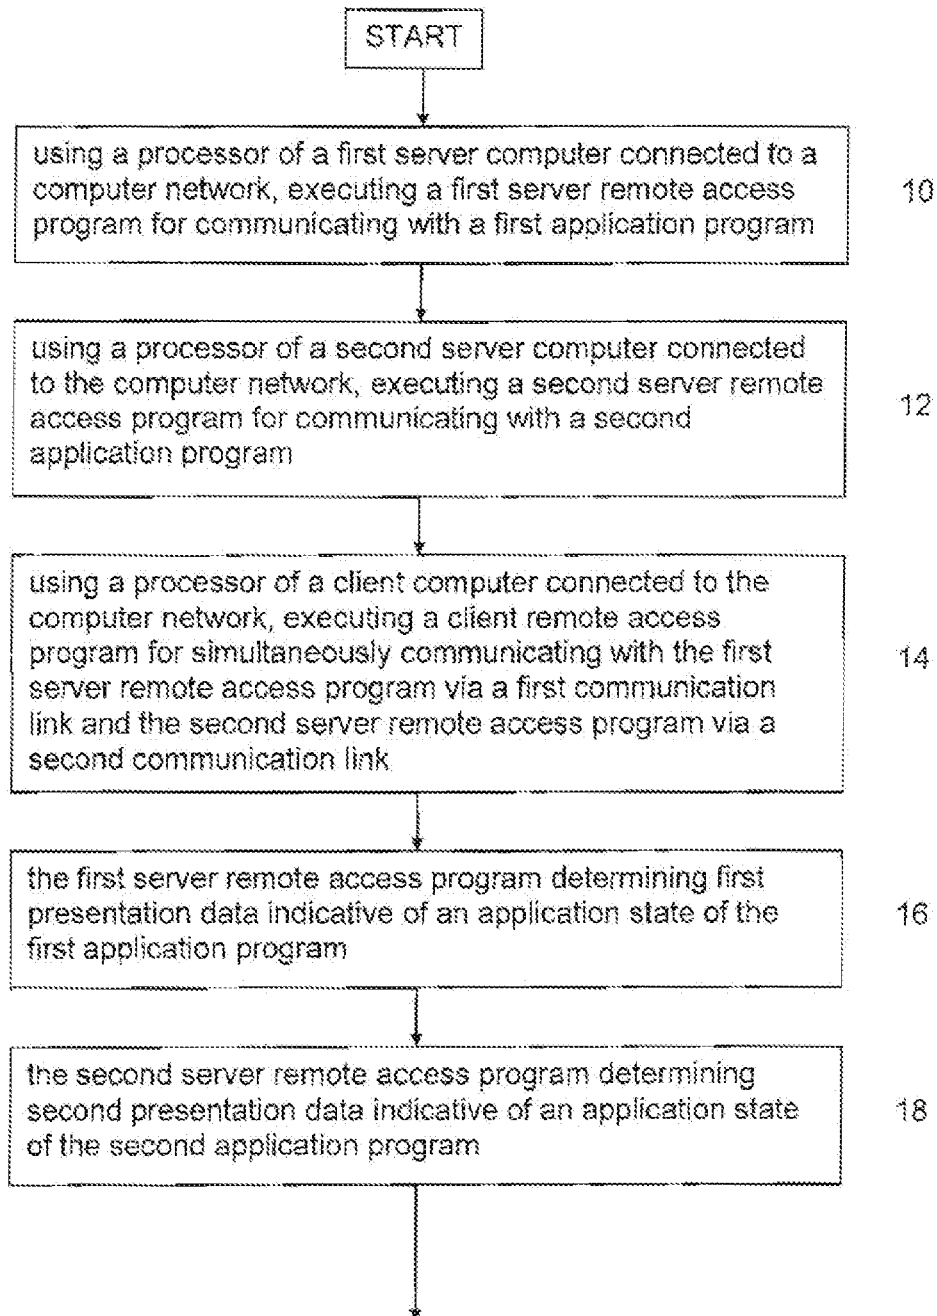 START
using a processor of a first server computer connected to a
computer network, executing a first server remote access
program for communicating with a first application program
10
using a processor of a second server computer connected
to the computer network, executing a second server remote
access program for communicating with a second
application program
12
using a processor of a client computer connected to the
computer network, executing a client remote access
program for simultaneously communicating with the first
server remote access program via a first communication
link and the second server remote access program via a
second communication link
14
the first server remote access program determining first
presentation data indicative of an application state of the
first application program
16
the second server remote access program determining
second presentation data indicative of an application state
of the second application program
18